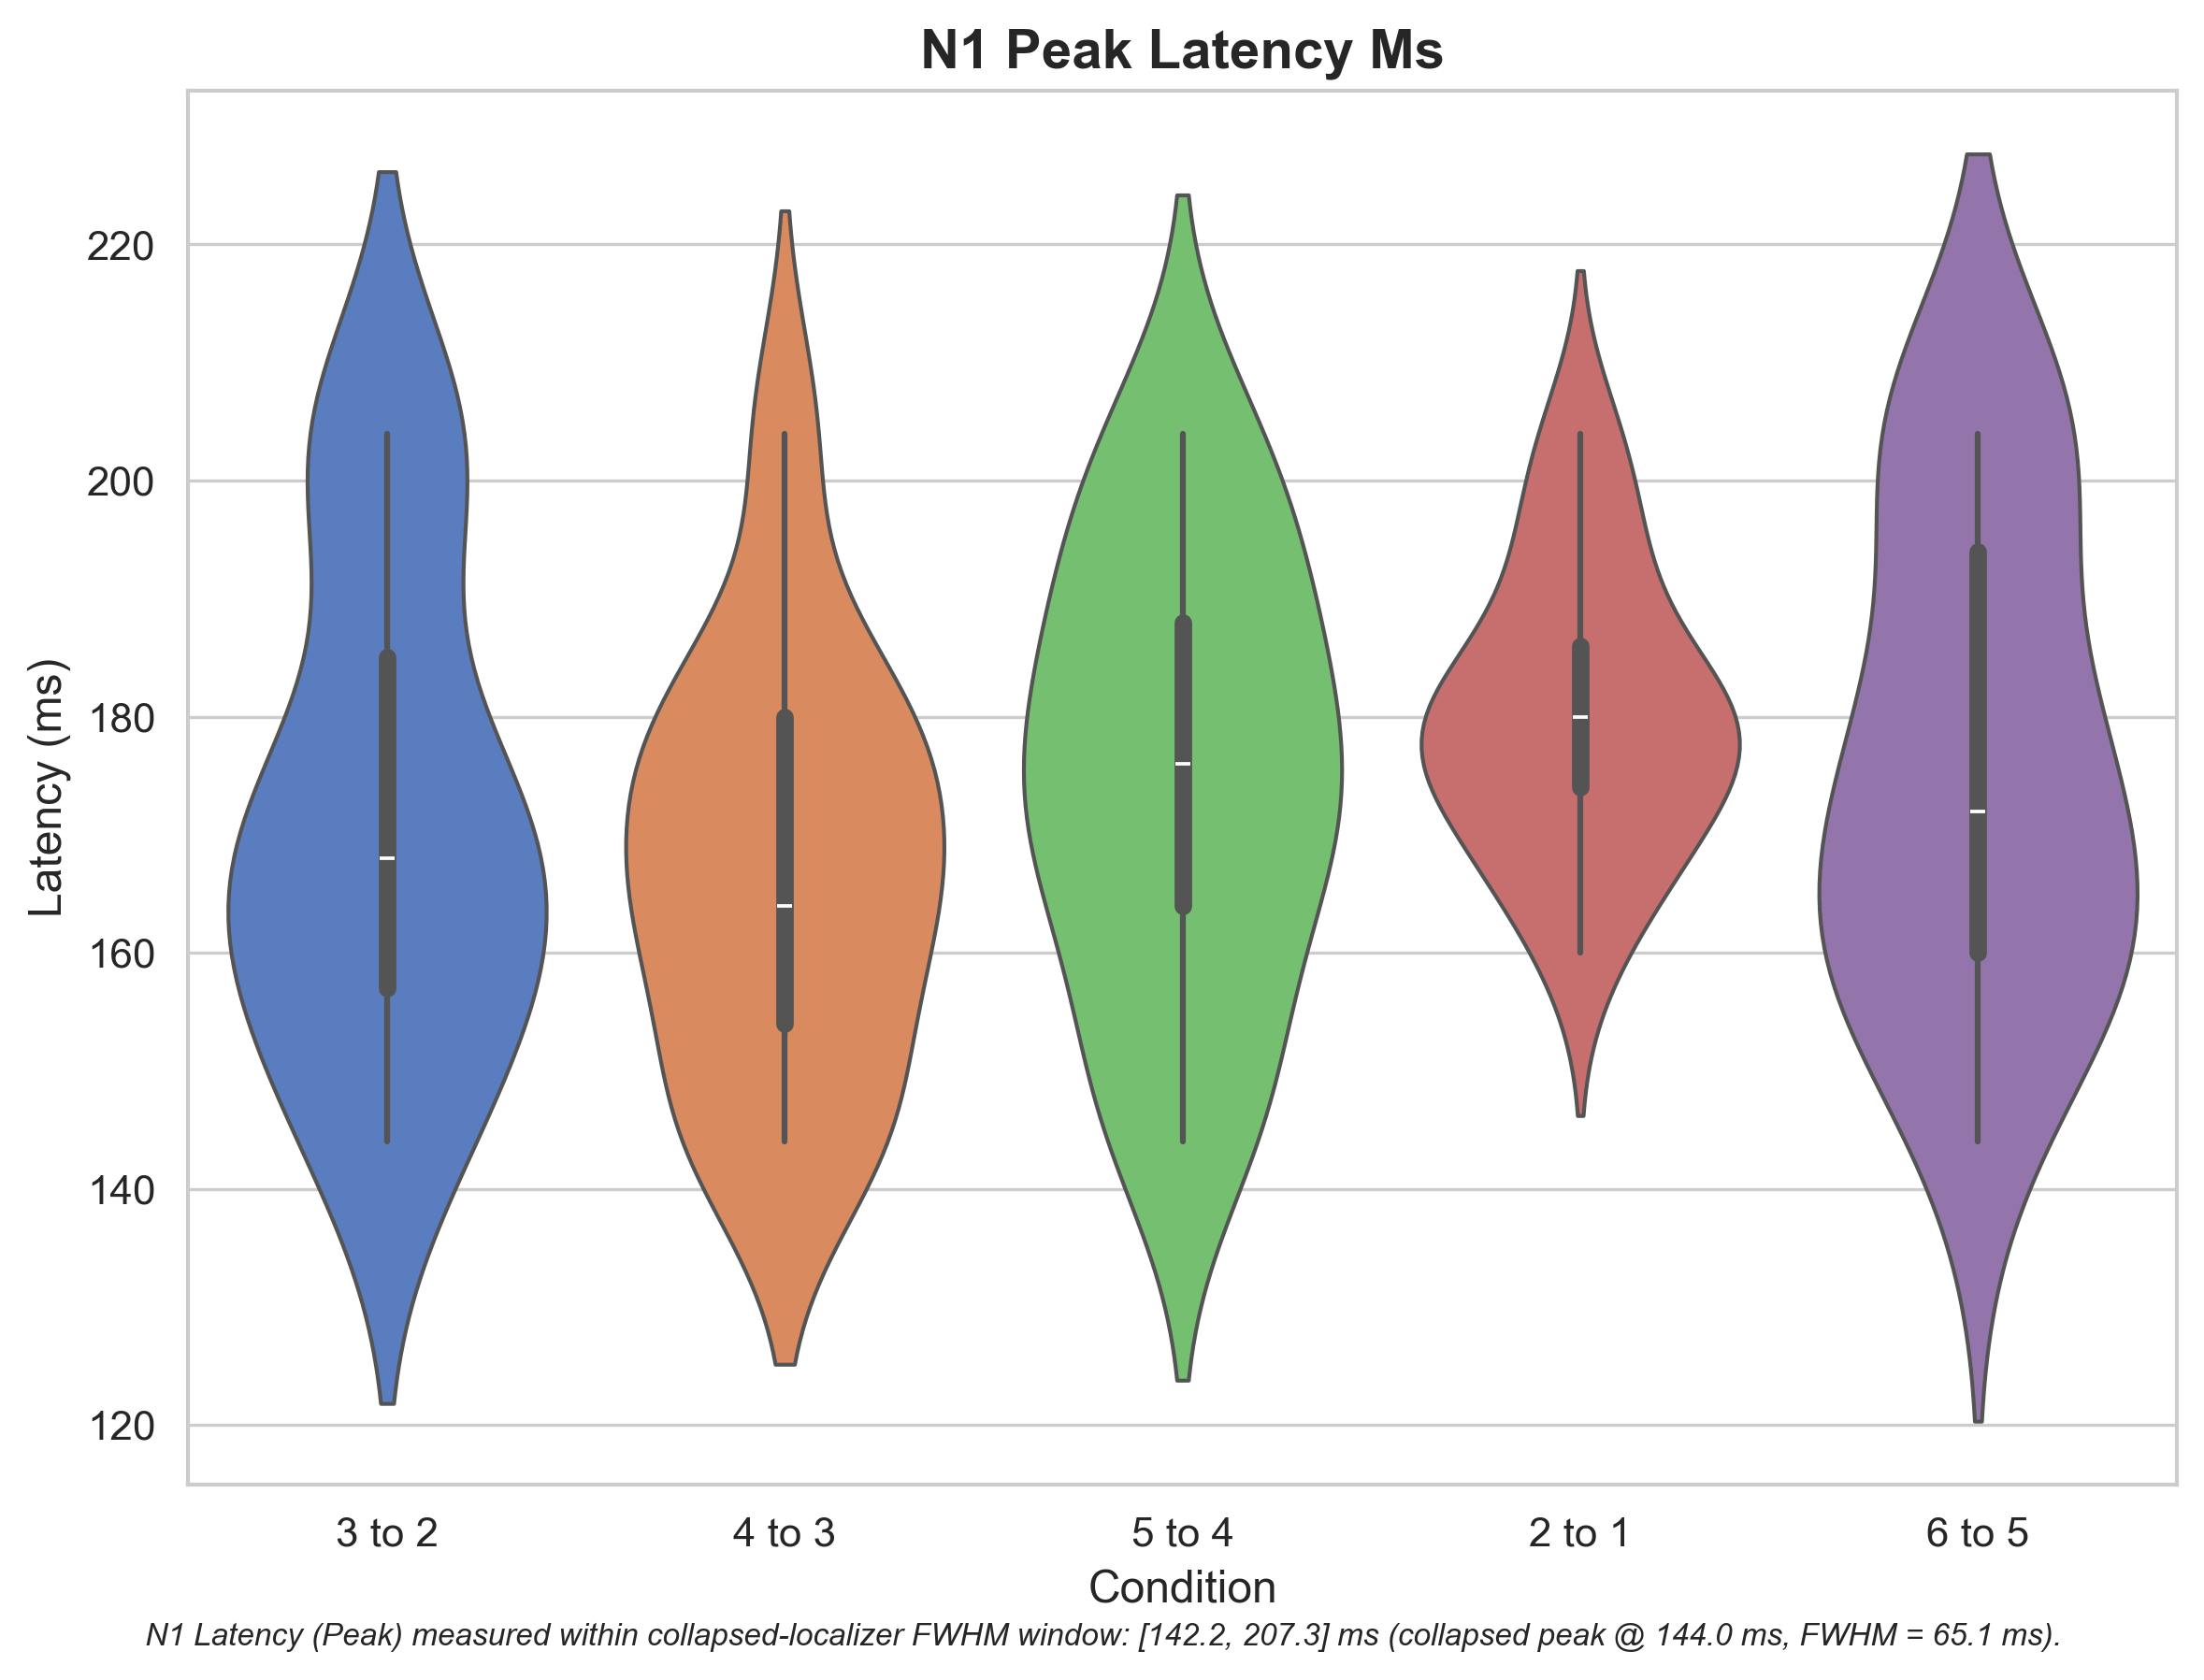 N1 Peak Latency Ms
Latency (ms)
220
200
180
160
140
120
3 to 2
4 to 3
5 to 4
2 to 1
6 to 5
Condition
N1 Latency (Peak) measured within collapsed-localizer FWHM window: [142.2, 207.3] ms (collapsed peak @ 144.0 ms, FWHM = 65.1 ms).